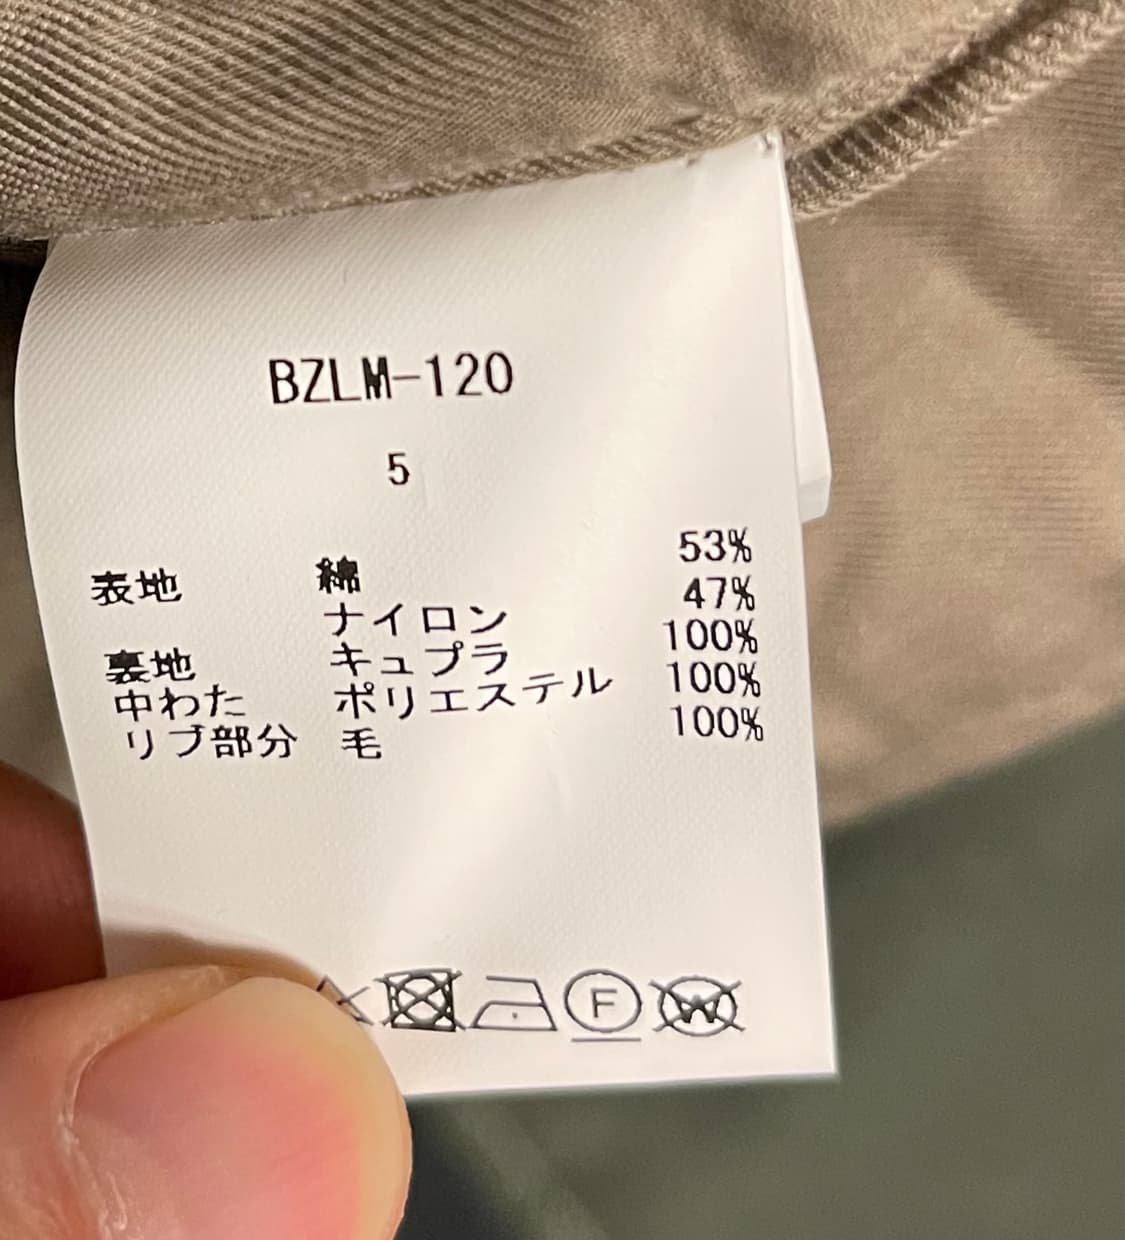 BZLM-120
5
表地 綿 53%
ナイロン 47%
裏地 キュプラ 100%
中わた ポリエステル 100%
リブ部分 毛 100%
F W